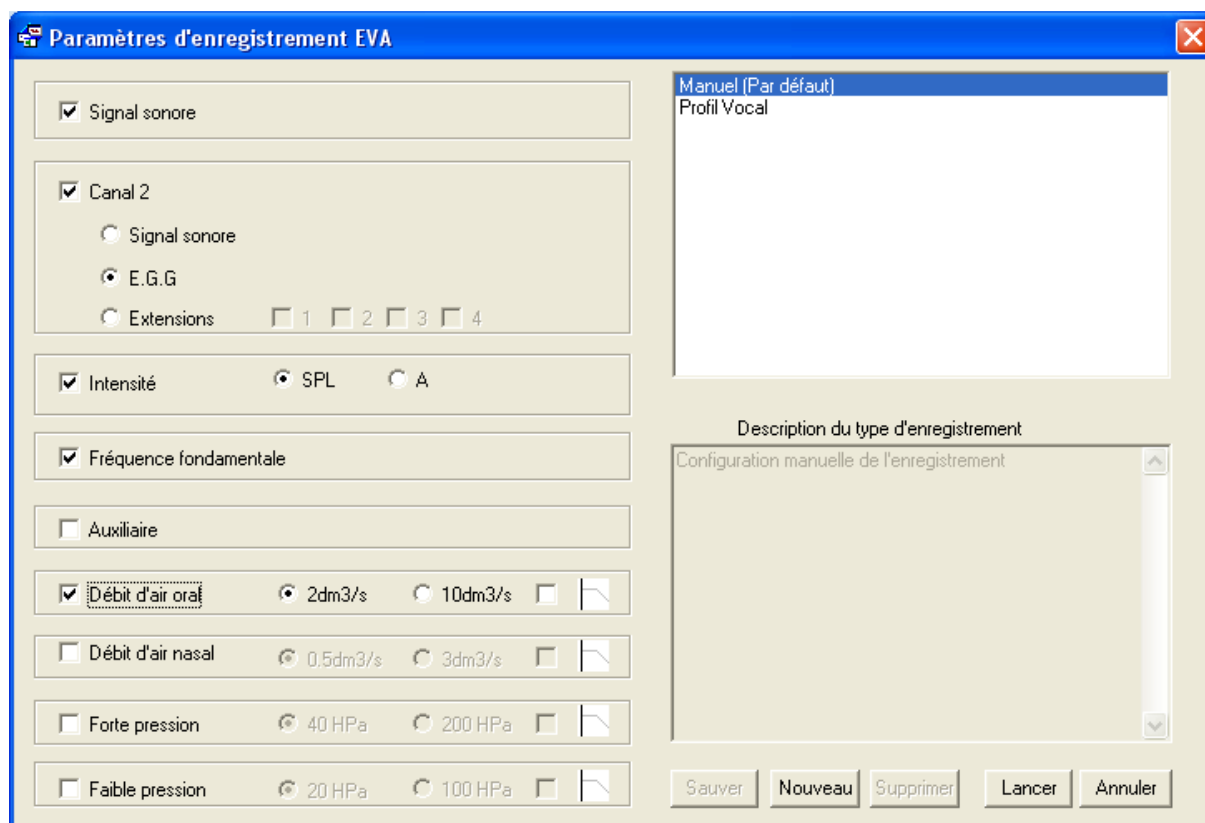 Paramètres d'enregistrement EVA
Signal sonore
Canal 2
Signal sonore
E.G.G
Extensions 1 2 3 4
Intensité SPL A
Fréquence fondamentale
Auxiliaire
Débit d'air oral 2dm3/s 10dm3/s
Débit d'air nasal 0.5dm3/s 3dm3/s
Forte pression 40 HPa 200 HPa
Faible pression 20 HPa 100 HPa
Manuel (Par défaut)
Profil Vocal
Description du type d'enregistrement
Configuration manuelle de l'enregistrement
Sauver Nouveau Supprimer Lancer Annuler